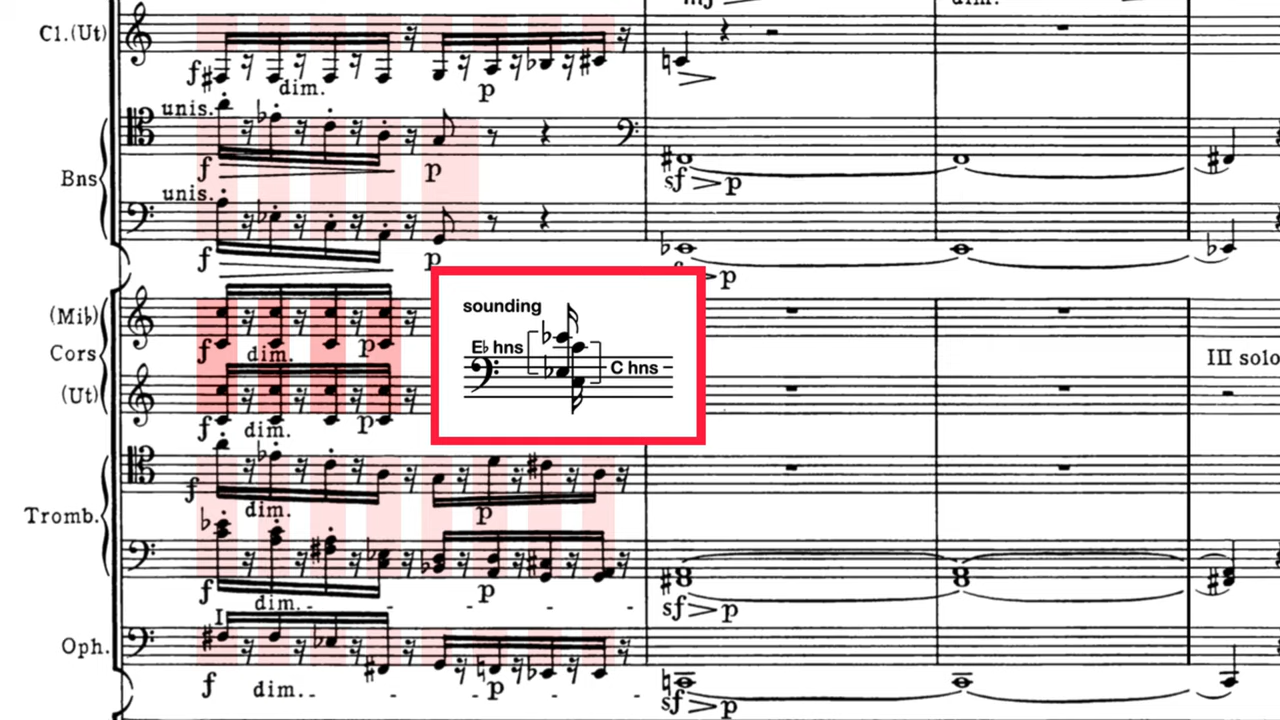 mf dim.
Cl.(Ut)
f dim. p
unis.
f p
sf p
Bns
unis.
f p
p
sounding
E♭ hns
C hns
(Mi♭)
f dim. p
Cors
III solo
(Ut)
f dim. p
f dim. p
Tromb.
f dim. p
sf p
I
Oph.
f dim. p
sf p